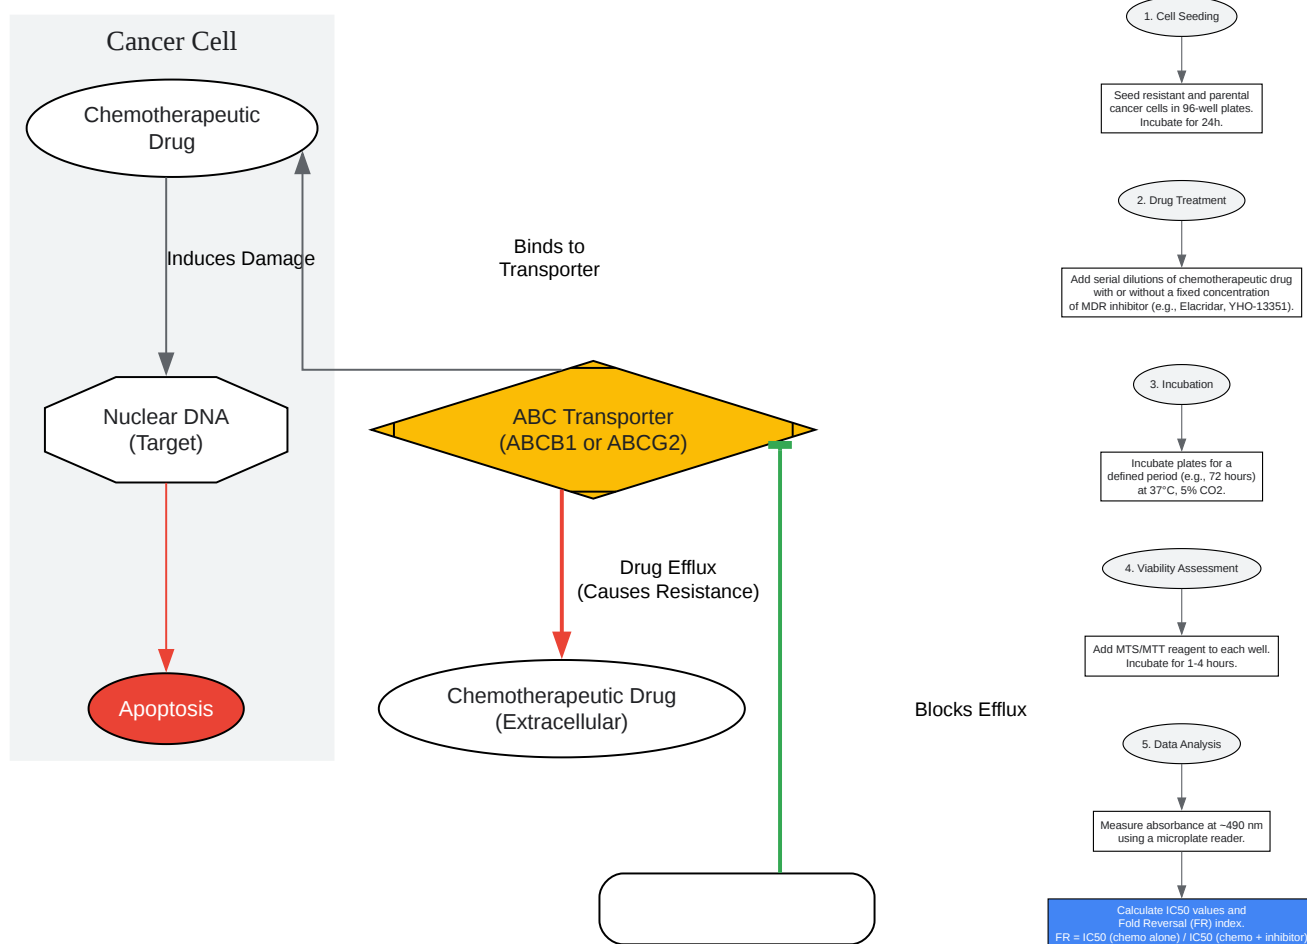 Cancer Cell
Chemotherapeutic
Drug
Induces Damage
Binds to
Transporter
Nuclear DNA
(Target)
ABC Transporter
(ABCB1 or ABCG2)
Drug Efflux
(Causes Resistance)
Apoptosis
Chemotherapeutic Drug
(Extracellular)
Blocks Efflux
1. Cell Seeding
Seed resistant and parental
cancer cells in 96-well plates.
Incubate for 24h.
2. Drug Treatment
Add serial dilutions of chemotherapeutic drug
with or without a fixed concentration
of MDR inhibitor (e.g., Elacridar, YHO-13351).
3. Incubation
Incubate plates for a
defined period (e.g., 72 hours)
at 37°C, 5% CO2.
4. Viability Assessment
Add MTS/MTT reagent to each well.
Incubate for 1-4 hours.
5. Data Analysis
Measure absorbance at ~490 nm
using a microplate reader.
Calculate IC50 values and
Fold Reversal (FR) index.
FR = IC50 (chemo alone) / IC50 (chemo + inhibitor)